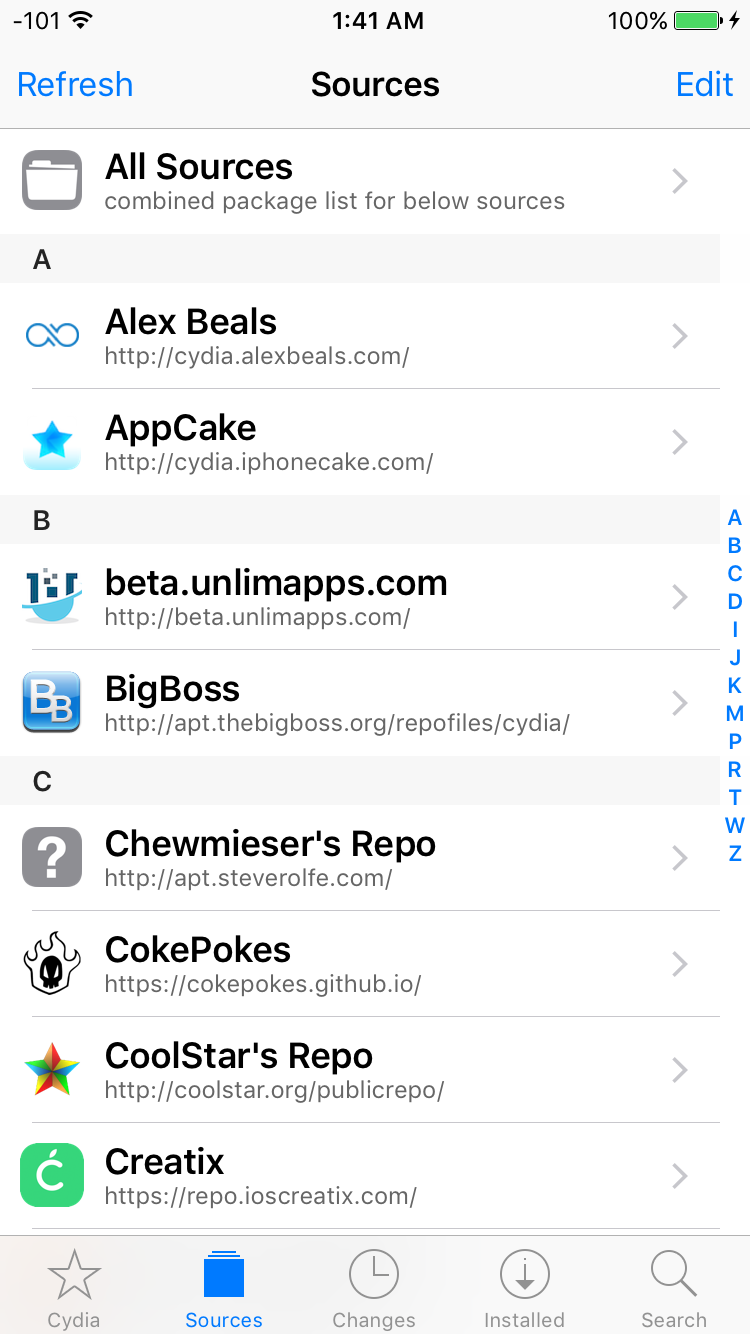 -101 1:41 AM 100%
Refresh Sources Edit
All Sources
combined package list for below sources
A
Alex Beals
http://cydia.alexbeals.com/
AppCake
http://cydia.iphonecake.com/
B
beta.unlimapps.com
http://beta.unlimapps.com/
BigBoss
http://apt.thebigboss.org/repofiles/cydia/
C
Chewmieser's Repo
http://apt.steverolfe.com/
CokePokes
https://cokepokes.github.io/
CoolStar's Repo
http://coolstar.org/publicrepo/
Creatix
https://repo.ioscreatix.com/
A
B
C
D
I
J
K
M
P
R
T
W
Z
BB
?
Ċ
Cydia Sources Changes Installed Search